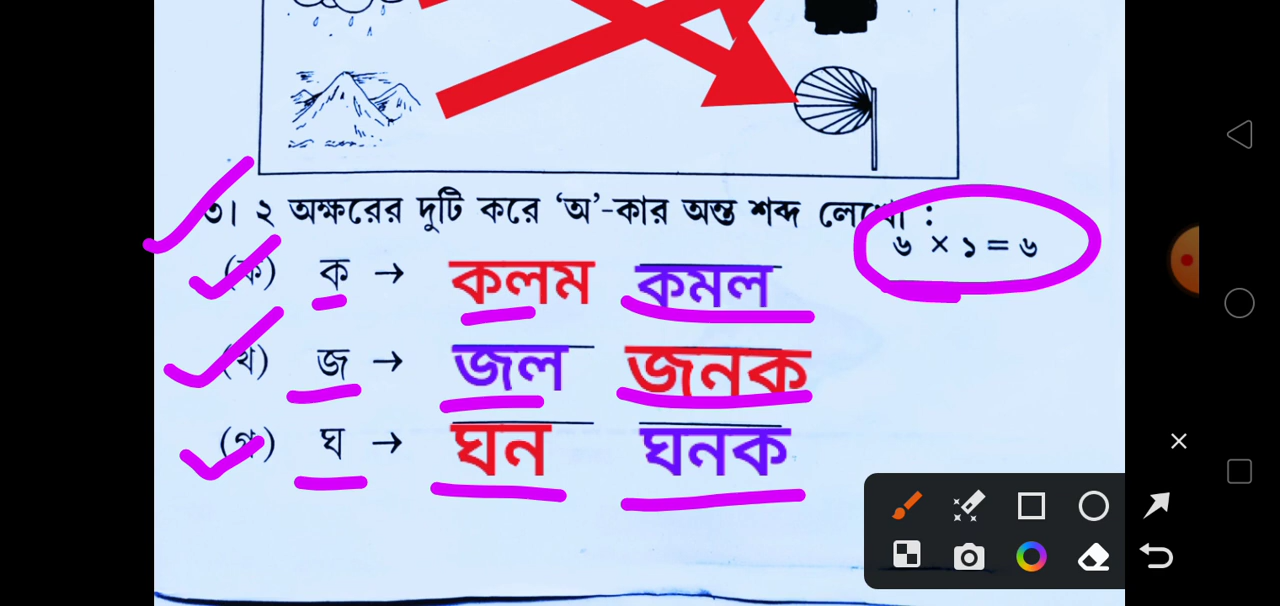 ৩। ২ অক্ষরের দুটি করে ‘অ’-কার অন্ত শব্দ লেখো :
৬ × ১ = ৬
(ক) ক → কলম কমল
(খ) জ → জল জনক
(গ) ঘ → ঘন ঘনক